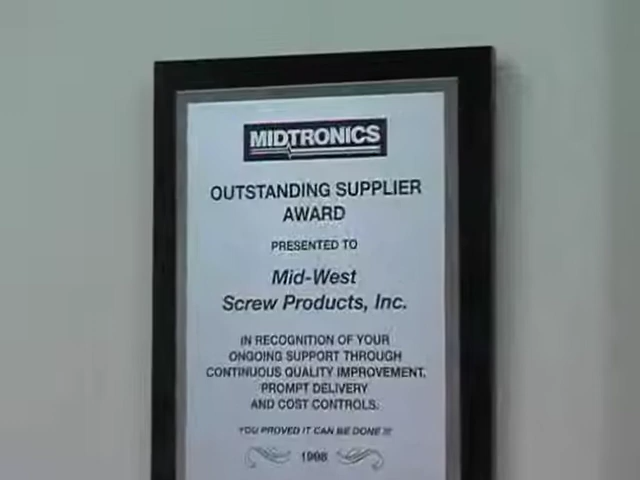 MIDTRONICS
OUTSTANDING SUPPLIER
AWARD
PRESENTED TO
Mid-West
Screw Products, Inc.
IN RECOGNITION OF YOUR
ONGOING SUPPORT THROUGH
CONTINUOUS QUALITY IMPROVEMENT,
PROMPT DELIVERY
AND COST CONTROLS.
YOU PROVED IT CAN BE DONE !!!
1998